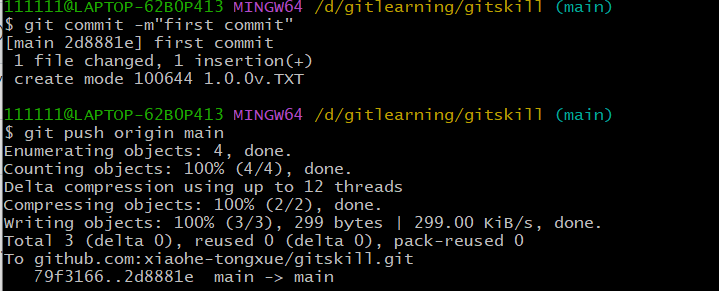 111111@LAPTOP-62B0P413 MINGW64 /d/gitlearning/gitskill (main)
$ git commit -m"first commit"
[main 2d8881e] first commit
 1 file changed, 1 insertion(+)
 create mode 100644 1.0.0v.TXT
111111@LAPTOP-62B0P413 MINGW64 /d/gitlearning/gitskill (main)
$ git push origin main
Enumerating objects: 4, done.
Counting objects: 100% (4/4), done.
Delta compression using up to 12 threads
Compressing objects: 100% (2/2), done.
Writing objects: 100% (3/3), 299 bytes | 299.00 KiB/s, done.
Total 3 (delta 0), reused 0 (delta 0), pack-reused 0
To github.com:xiaohe-tongxue/gitskill.git
   79f3166..2d8881e  main -> main